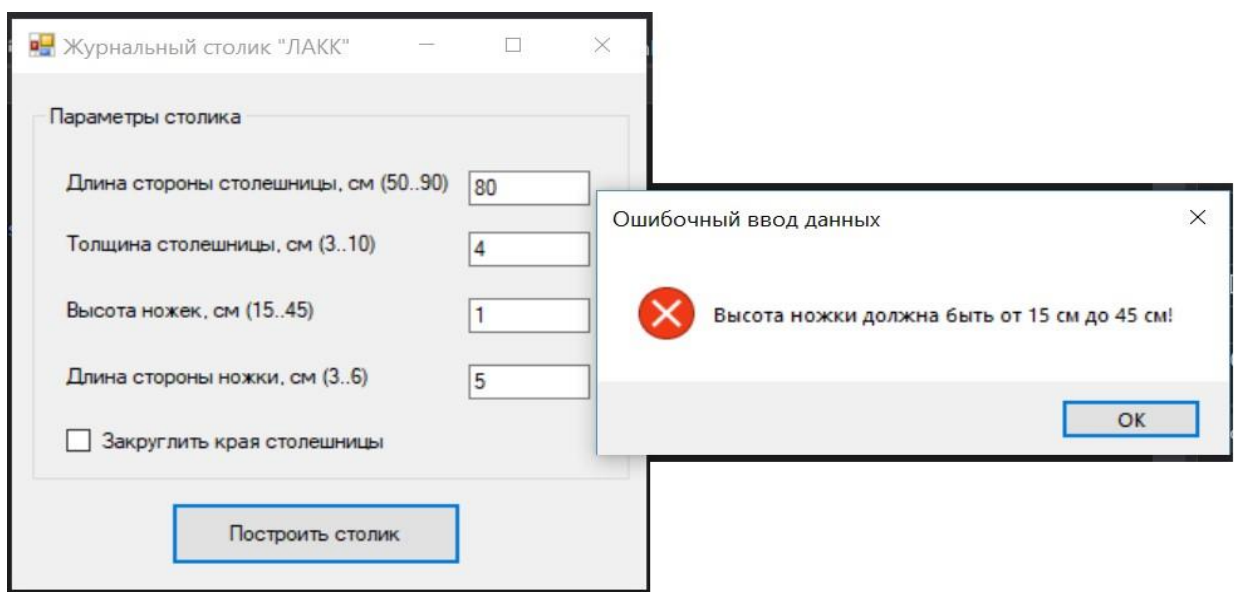 Журнальный столик "ЛАКК"
Параметры столика
Длина стороны столешницы, см (50..90) 80
Толщина столешницы, см (3..10) 4
Высота ножек, см (15..45) 1
Длина стороны ножки, см (3..6) 5
Закруглить края столешницы
Построить столик
Ошибочный ввод данных
Высота ножки должна быть от 15 см до 45 см!
ОК